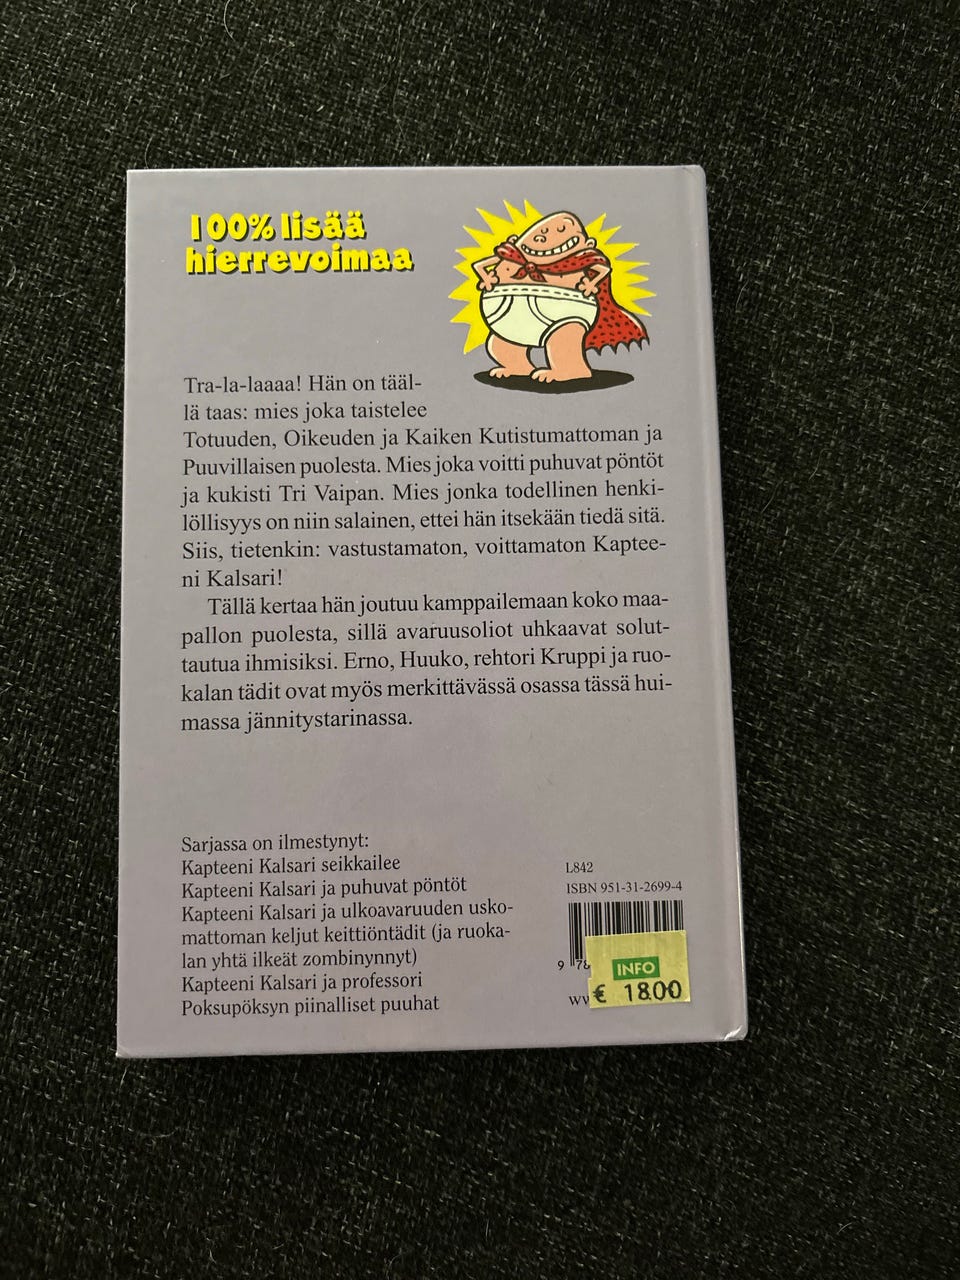 100% lisää
hierrevoimaa
Tra-la-laaaa! Hän on tääl-
lä taas: mies joka taistelee
Totuuden, Oikeuden ja Kaiken Kutistumattoman ja
Puuvillaisen puolesta. Mies joka voitti puhuvat pöntöt
ja kukisti Tri Vaipan. Mies jonka todellinen henki-
löllisyys on niin salainen, ettei hän itsekään tiedä sitä.
Siis, tietenkin: vastustamaton, voittamaton Kaptee-
ni Kalsari!
Tällä kertaa hän joutuu kamppailemaan koko maa-
pallon puolesta, sillä avaruusoliot uhkaavat solut-
tautua ihmisiksi. Erno, Huuko, rehtori Kruppi ja ruo-
kalan tädit ovat myös merkittävässä osassa tässä hui-
massa jännitystarinassa.
Sarjassa on ilmestynyt:
Kapteeni Kalsari seikkailee
Kapteeni Kalsari ja puhuvat pöntöt
Kapteeni Kalsari ja ulkoavaruuden usko-
mattoman keljut keittiöntädit (ja ruoka-
lan yhtä ilkeät zombinynnyt)
Kapteeni Kalsari ja professori
Poksupöksyn piinalliset puuhat
L842
ISBN 951-31-2699-4
9 78
INFO
€ 18.00